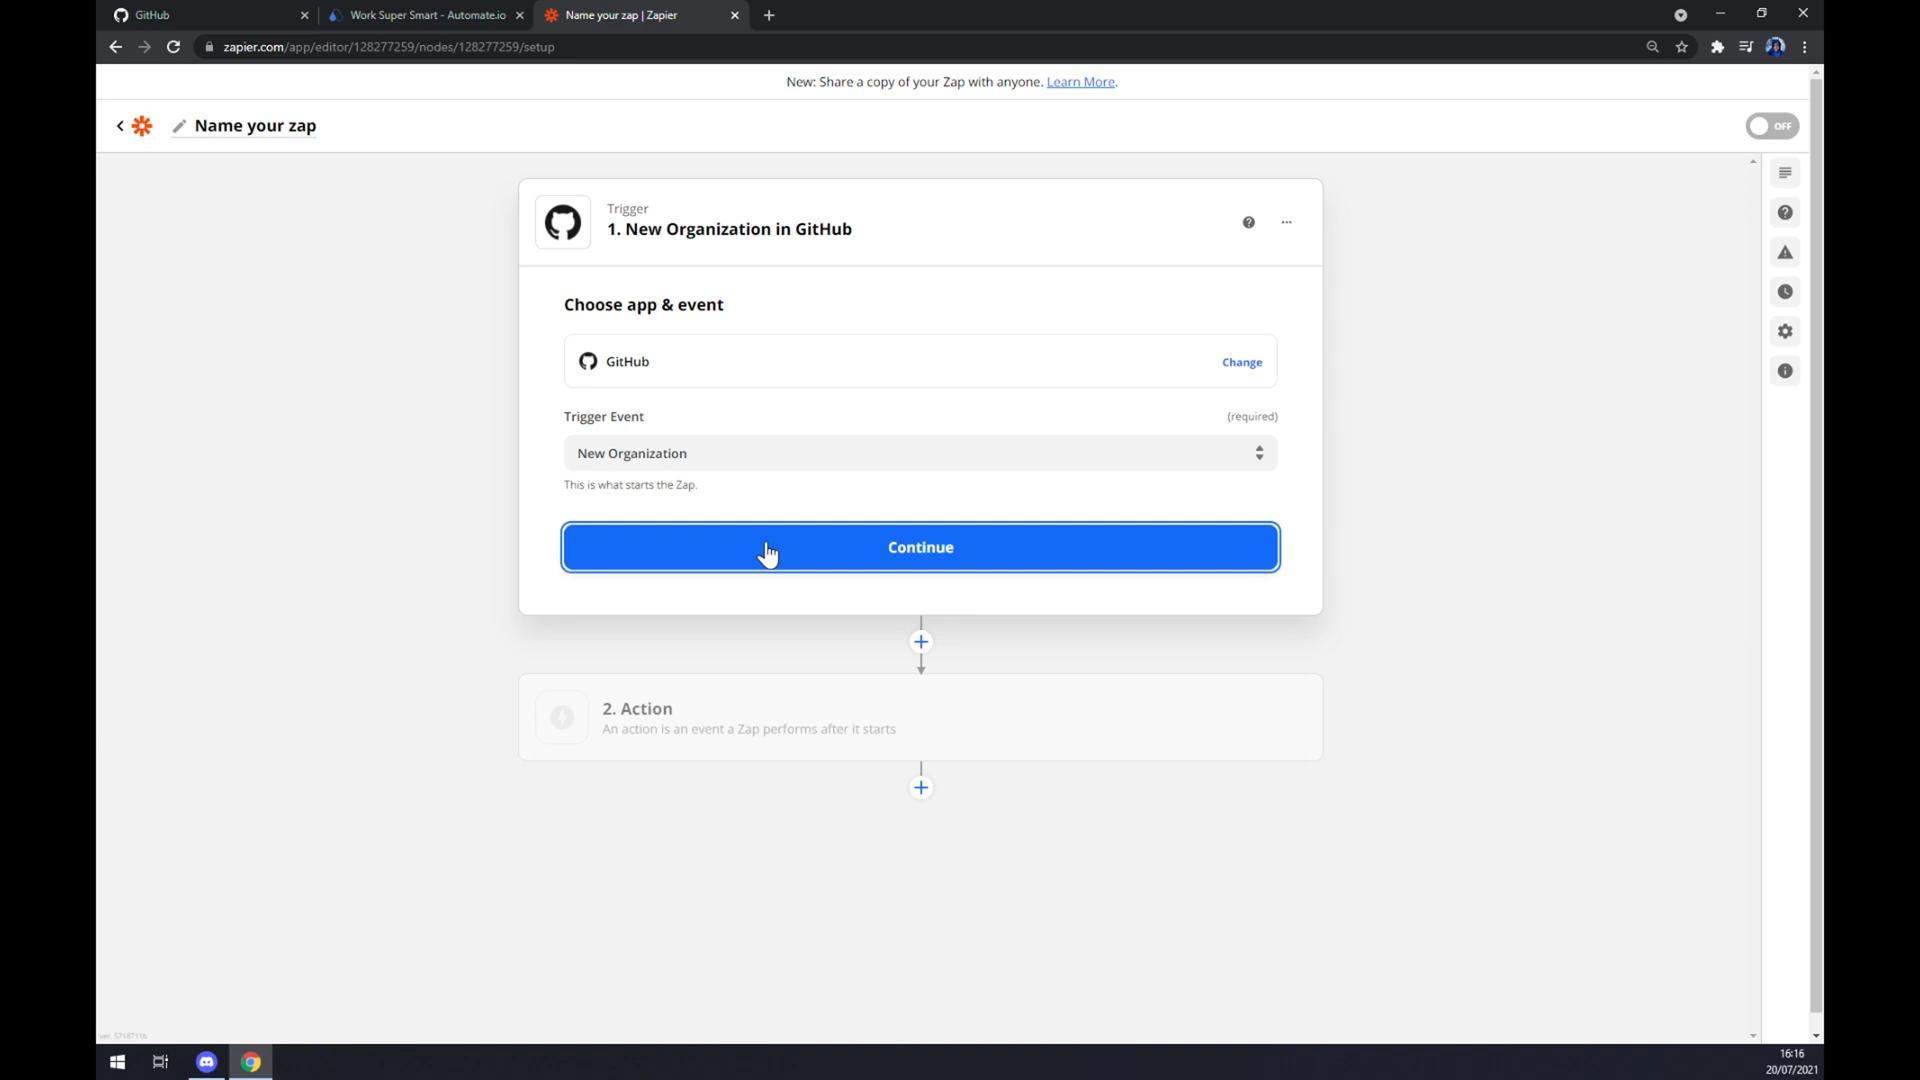 GitHub
Work Super Smart - Automate.io
Name your zap | Zapier
zapier.com/app/editor/128277259/nodes/128277259/setup
New: Share a copy of your Zap with anyone. Learn More.
Name your zap
OFF
Trigger
1. New Organization in GitHub
Choose app & event
GitHub
Change
Trigger Event
(required)
New Organization
This is what starts the Zap.
Continue
2. Action
An action is an event a Zap performs after it starts
16:16
20/07/2021